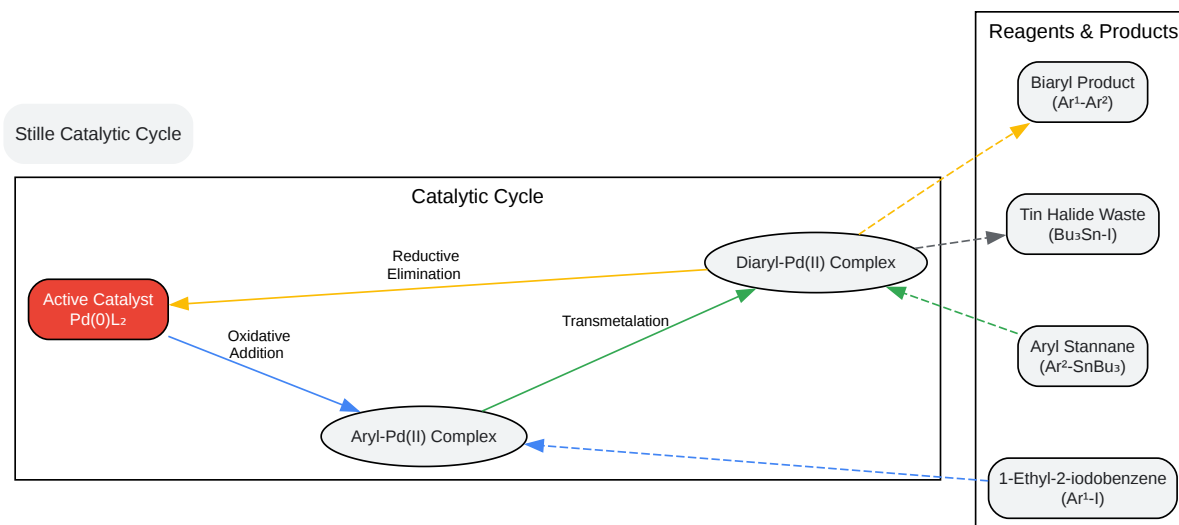 Stille Catalytic Cycle
Catalytic Cycle
Reductive
Elimination
Diaryl-Pd(II) Complex
Active Catalyst
Pd(0)L₂
Oxidative
Addition
Transmetalation
Aryl-Pd(II) Complex
Reagents & Products
Biaryl Product
(Ar¹-Ar²)
Tin Halide Waste
(Bu₃Sn-I)
Aryl Stannane
(Ar²-SnBu₃)
1-Ethyl-2-iodobenzene
(Ar¹-I)